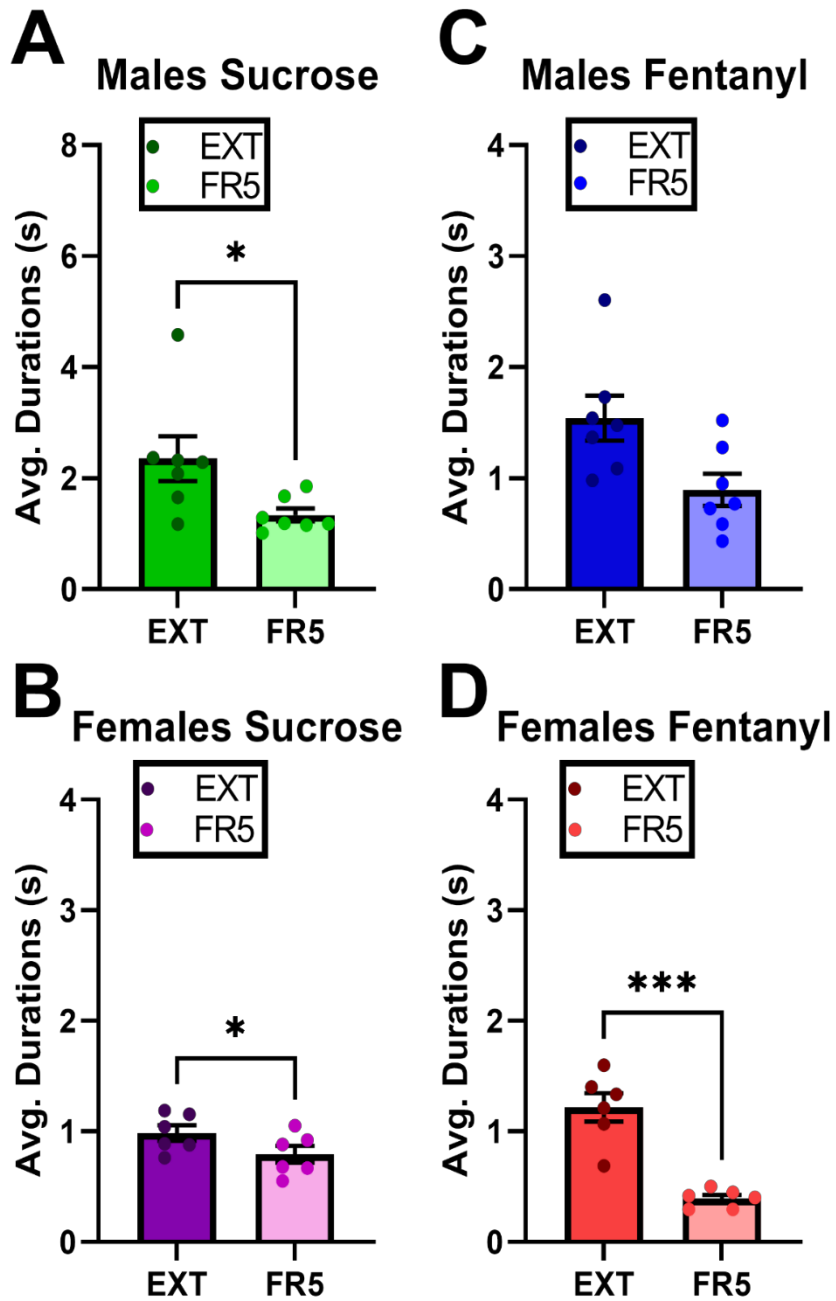 A
Males Sucrose
EXT
FR5
8
6
4
2
0
Avg. Durations (s)
*
EXT
FR5
B
Females Sucrose
EXT
FR5
4
3
2
1
0
Avg. Durations (s)
*
EXT
FR5
C
Males Fentanyl
EXT
FR5
4
3
2
1
0
Avg. Durations (s)
EXT
FR5
D
Females Fentanyl
EXT
FR5
4
3
2
1
0
Avg. Durations (s)
***
EXT
FR5